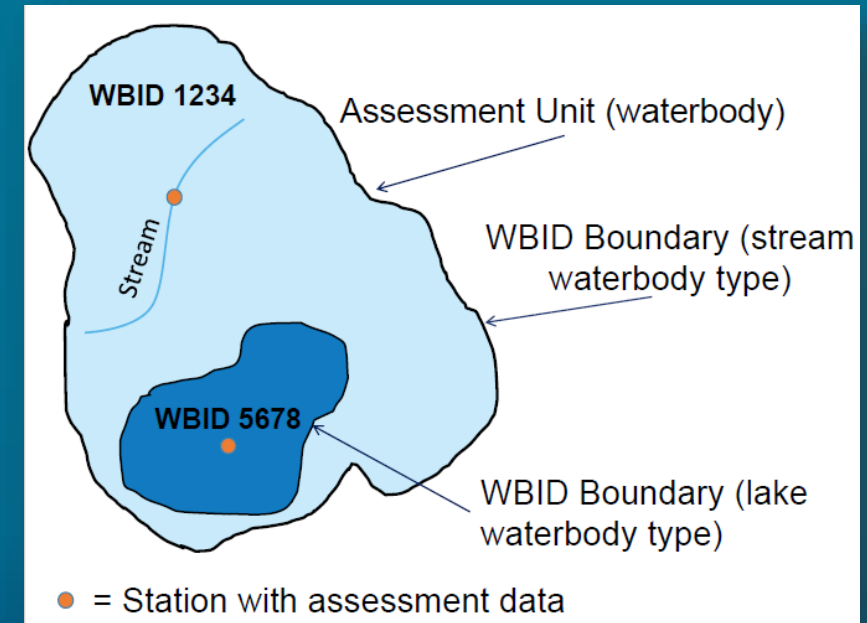 WBID 1234
Assessment Unit (waterbody)
Stream
WBID Boundary (stream
waterbody type)
WBID 5678
WBID Boundary (lake
waterbody type)
= Station with assessment data